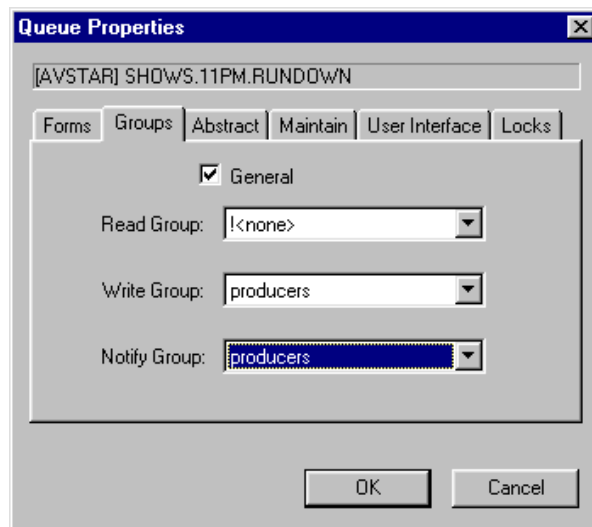 Queue Properties
[AVSTAR] SHOWS.11PM.RUNDOWN
Forms Groups Abstract Maintain User Interface Locks
General
Read Group: !<none>
Write Group: producers
Notify Group: producers
OK Cancel